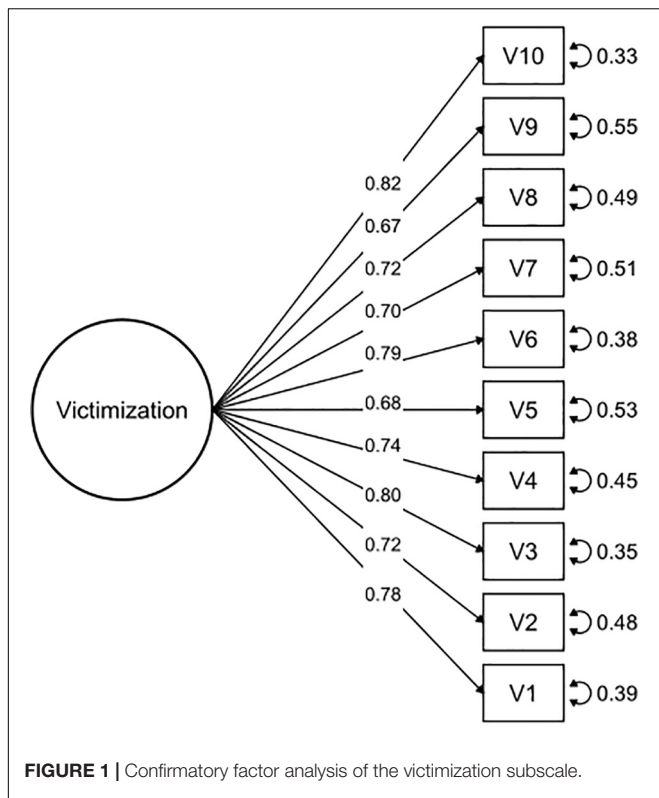 V10 0.33
V9 0.55
0.82
V8 0.49
0.67
0.72
V7 0.51
0.70
V6 0.38
0.79
Victimization
0.68
V5 0.53
0.74
V4 0.45
0.80
V3 0.35
0.72
V2 0.48
0.78
V1 0.39
FIGURE 1 | Confirmatory factor analysis of the victimization subscale.